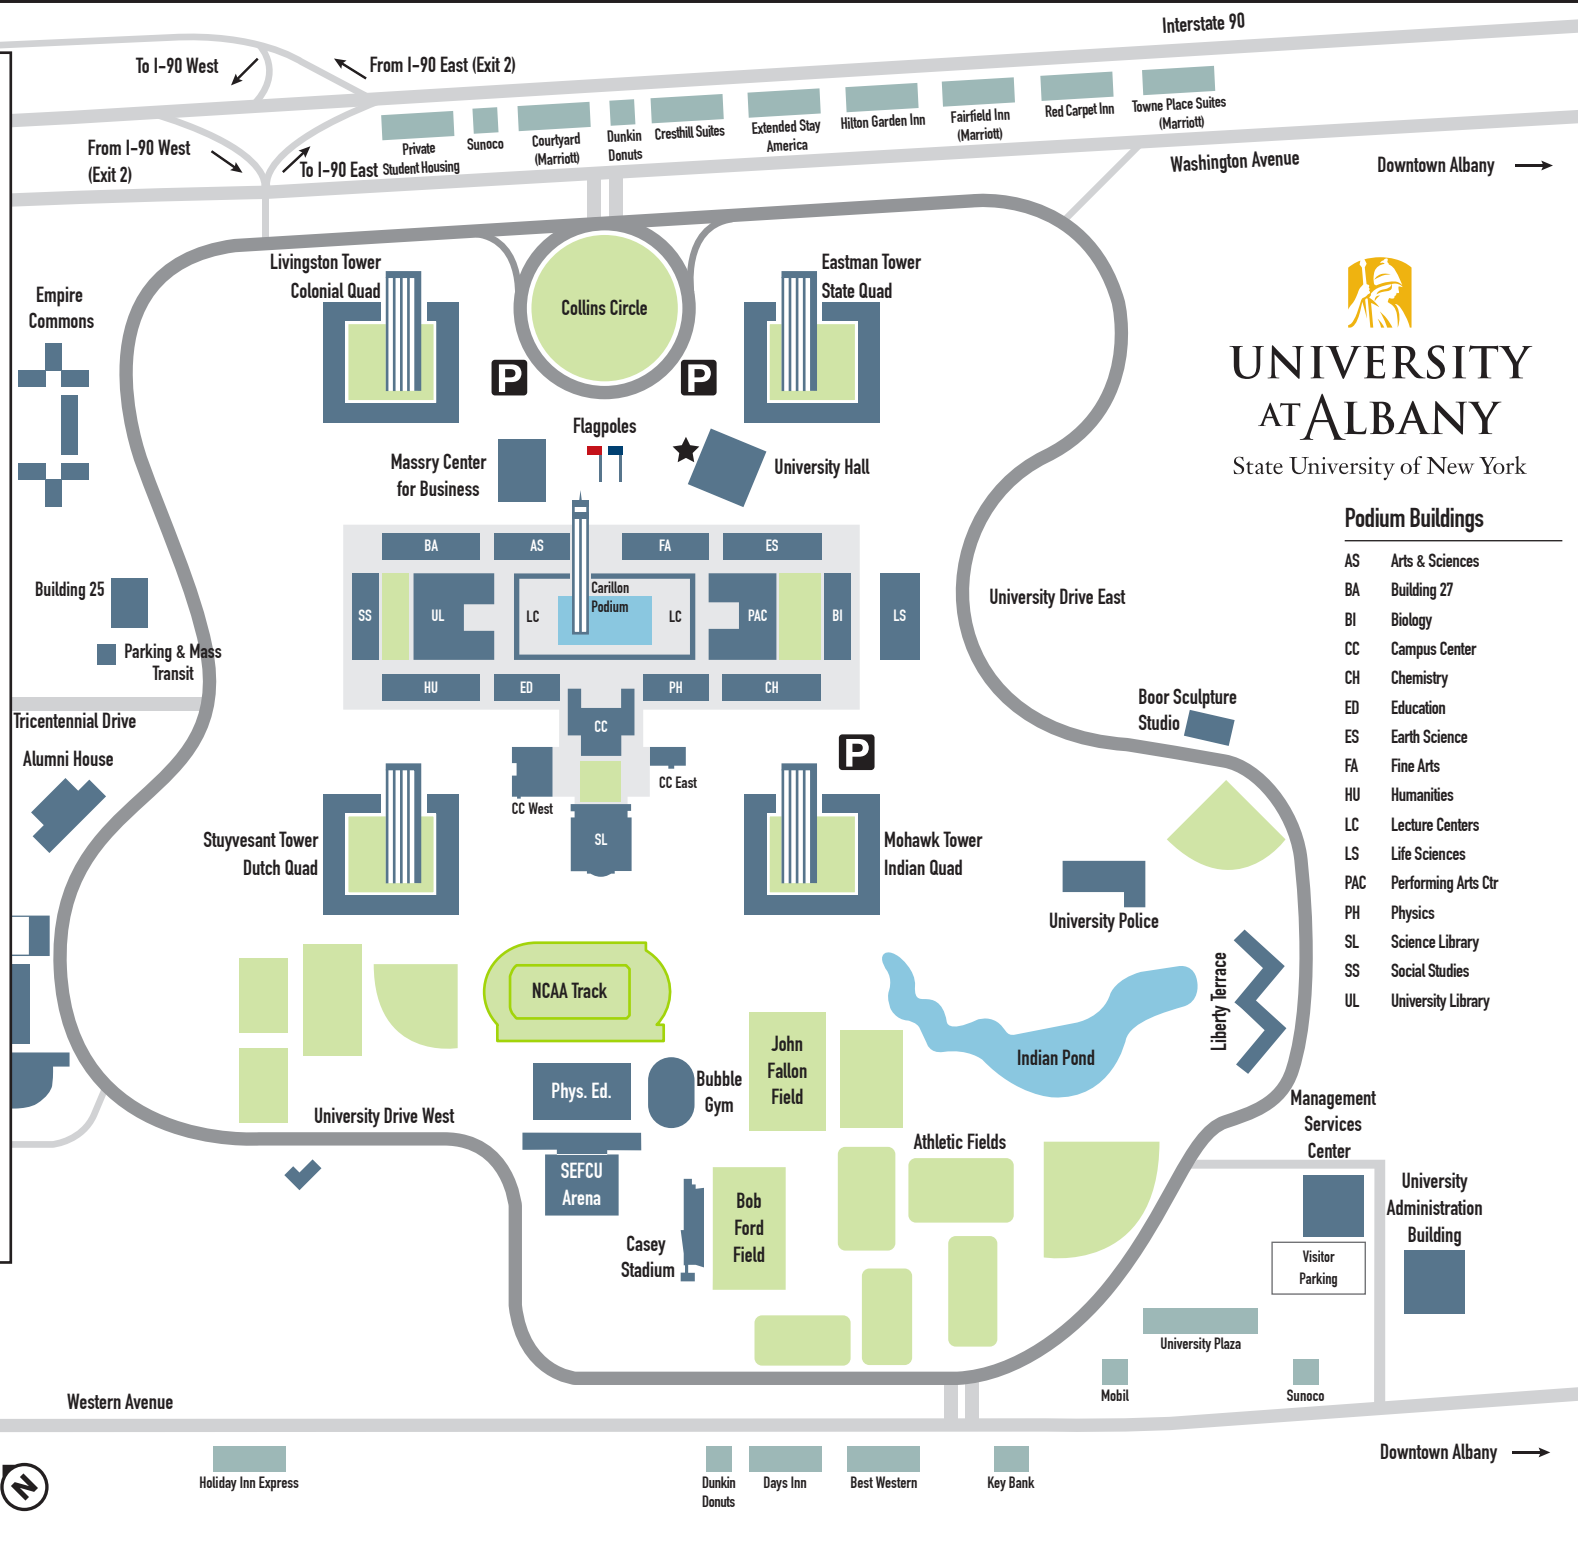 Interstate 90
To I-90 West
From I-90 East (Exit 2)
From I-90 West
(Exit 2)
To I-90 East
Private
Student Housing
Sunoco
Courtyard
(Marriott)
Dunkin
Donuts
Cresthill Suites
Extended Stay
America
Hilton Garden Inn
Fairfield Inn
(Marriott)
Red Carpet Inn
Towne Place Suites
(Marriott)
Washington Avenue
Downtown Albany
Livingston Tower
Colonial Quad
Collins Circle
Eastman Tower
State Quad
Empire
Commons
P
P
Flagpoles
Massry Center
for Business
University Hall
UNIVERSITY
AT ALBANY
State University of New York
BA
AS
FA
ES
SS
UL
LC
Carillon
Podium
LC
PAC
BI
LS
HU
ED
PH
CH
CC
CC West
CC East
SL
Building 25
Parking & Mass
Transit
Tricentennial Drive
Alumni House
University Drive East
Boor Sculpture
Studio
P
Stuyvesant Tower
Dutch Quad
Mohawk Tower
Indian Quad
Podium Buildings
AS Arts & Sciences
BA Building 27
BI Biology
CC Campus Center
CH Chemistry
ED Education
ES Earth Science
FA Fine Arts
HU Humanities
LC Lecture Centers
LS Life Sciences
PAC Performing Arts Ctr
PH Physics
SL Science Library
SS Social Studies
UL University Library
University Police
Liberty Terrace
NCAA Track
Indian Pond
John
Fallon
Field
Phys. Ed.
Bubble
Gym
University Drive West
Athletic Fields
SEFCU
Arena
Casey
Stadium
Bob
Ford
Field
Management
Services
Center
University
Administration
Building
Visitor
Parking
University Plaza
Mobil
Sunoco
Western Avenue
Downtown Albany
N
Holiday Inn Express
Dunkin
Donuts
Days Inn
Best Western
Key Bank